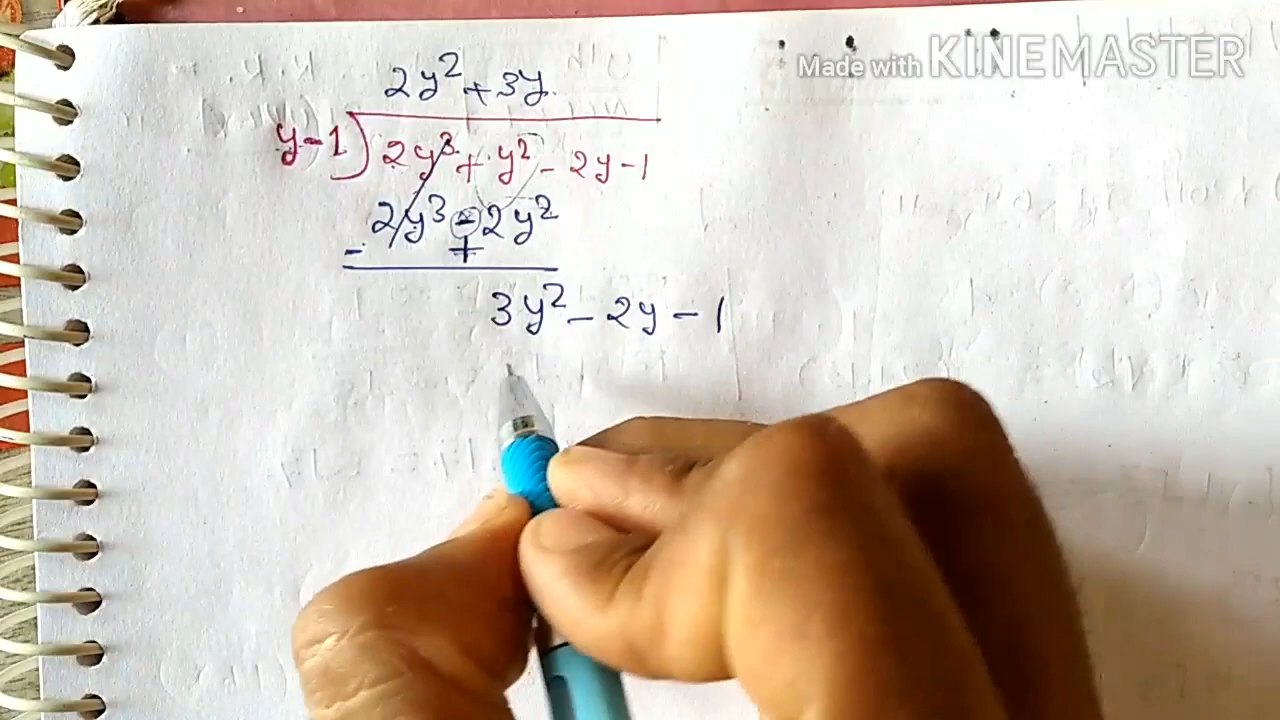 Made with KINEMASTER
2y² + 3y
y-1) 2y³ + y² - 2y - 1
2y³ - 2y²
- +
3y² - 2y - 1